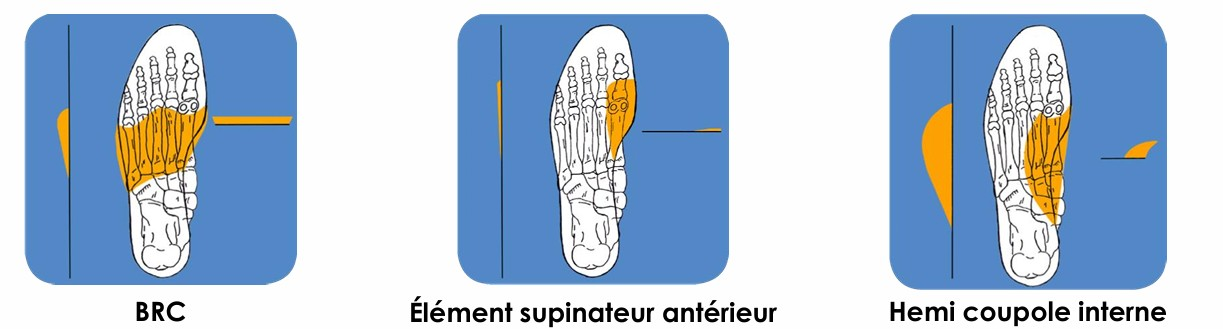 BRC
Élément supinateur antérieur
Hemi coupole interne